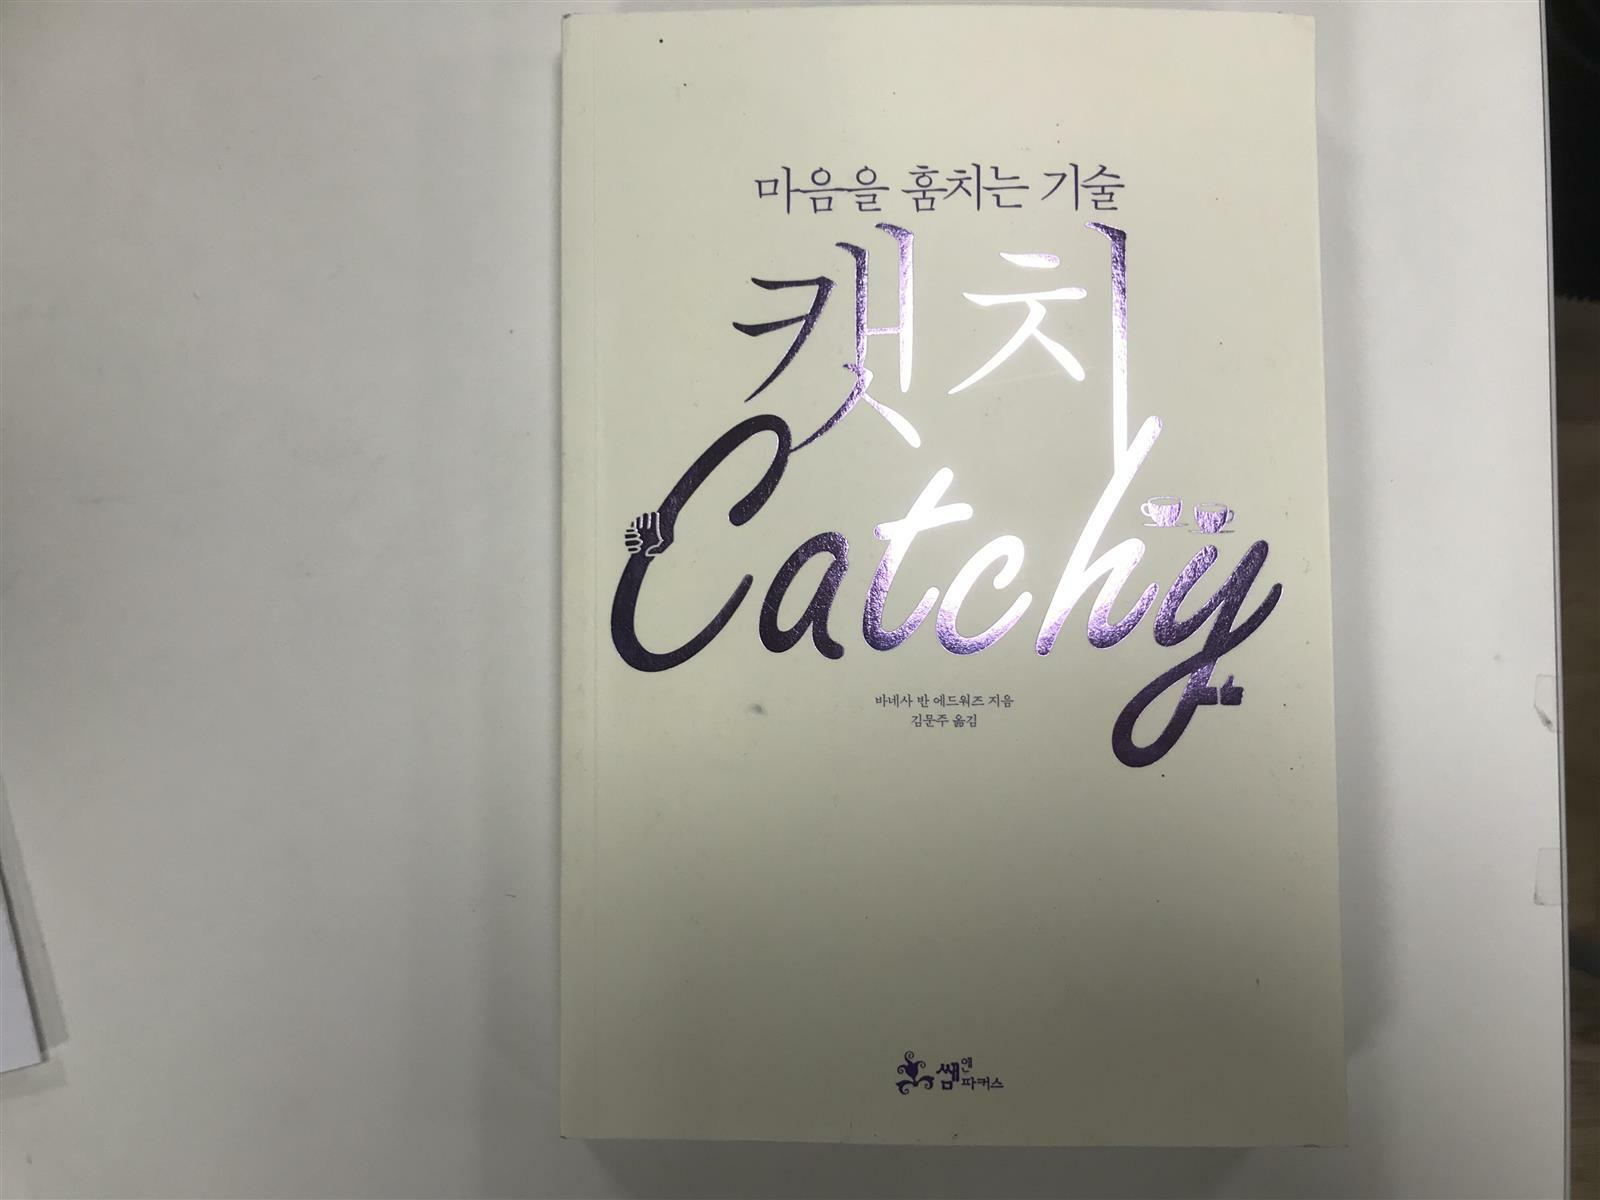 마음을 훔치는 기술
캣치
Catchy
바네사 반 에드워즈 지음
김문주 옮김
쌤앤파커스